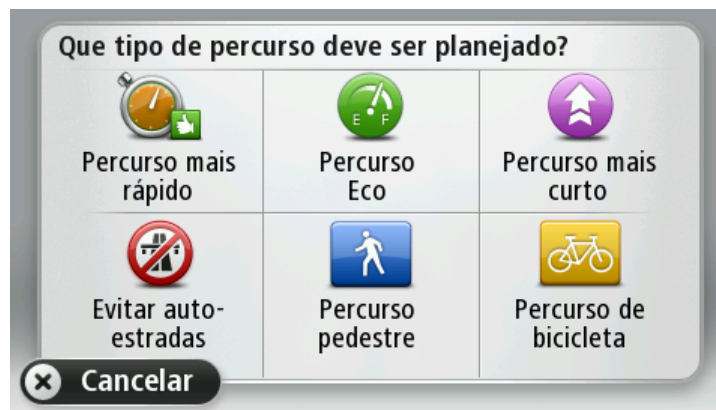 Que tipo de percurso deve ser planejado?
Percurso mais
rápido
Percurso
Eco
E F
Percurso mais
curto
Evitar auto-
estradas
Percurso
pedestre
Percurso de
bicicleta
Cancelar